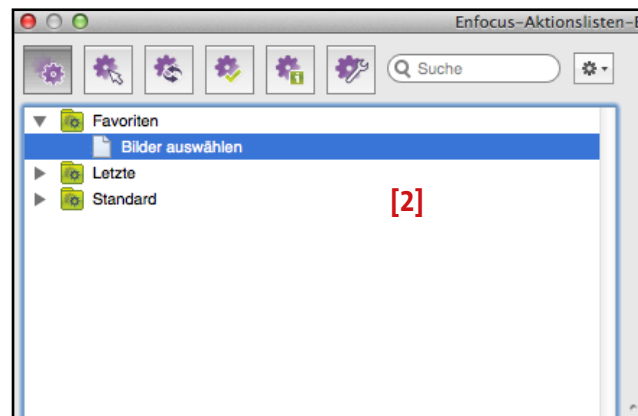 Enfocus-Aktionslisten-E
Suche
Favoriten
Bilder auswählen
Letzte
Standard
[2]